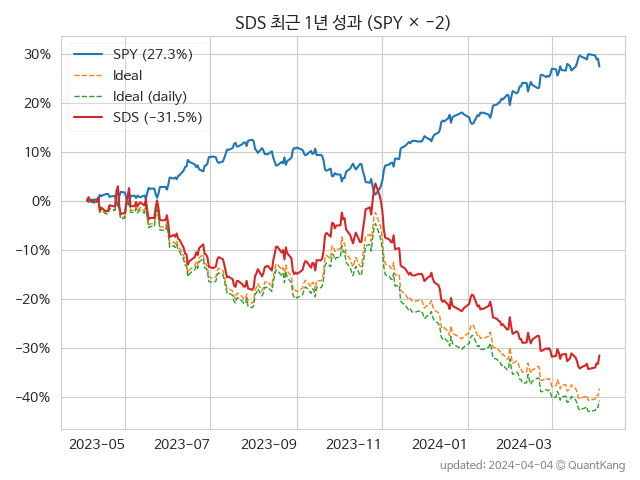 SDS 최근 1년 성과 (SPY × -2)
30%
20%
10%
0%
-10%
-20%
-30%
-40%
SPY (27.3%)
Ideal
Ideal (daily)
SDS (-31.5%)
2023-05 2023-07 2023-09 2023-11 2024-01 2024-03
updated: 2024-04-04 © QuantKang